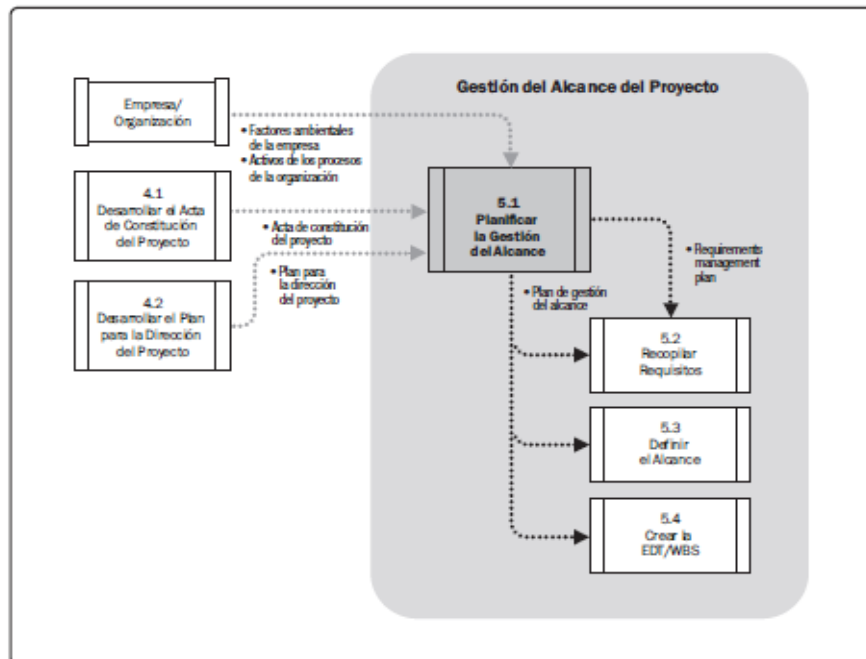 Gestión del Alcance del Proyecto
Empresa/
Organización
• Factores ambientales
de la empresa
• Activos de los procesos
de la organización
4.1
Desarrollar el Acta
de Constitución
del Proyecto
• Acta de constitución
del proyecto
• Plan para
la dirección
del proyecto
4.2
Desarrollar el Plan
para la Dirección
del Proyecto
5.1
Planificar
la Gestión
del Alcance
• Requirements
management
plan
• Plan de gestión
del alcance
5.2
Recopilar
Requisitos
5.3
Definir
el Alcance
5.4
Crear la
EDT/WBS